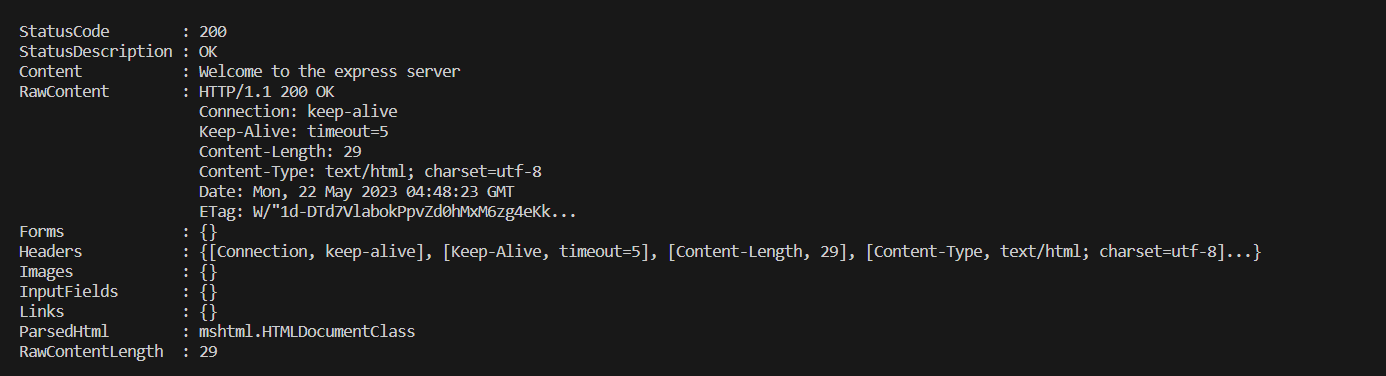 StatusCode        : 200
StatusDescription : OK
Content           : Welcome to the express server
RawContent        : HTTP/1.1 200 OK
                    Connection: keep-alive
                    Keep-Alive: timeout=5
                    Content-Length: 29
                    Content-Type: text/html; charset=utf-8
                    Date: Mon, 22 May 2023 04:48:23 GMT
                    ETag: W/"1d-DTd7VlabokPpvZd0hMxM6zg4eKk...
Forms             : {}
Headers           : {[Connection, keep-alive], [Keep-Alive, timeout=5], [Content-Length, 29], [Content-Type, text/html; charset=utf-8]...}
Images            : {}
InputFields       : {}
Links             : {}
ParsedHtml        : mshtml.HTMLDocumentClass
RawContentLength  : 29